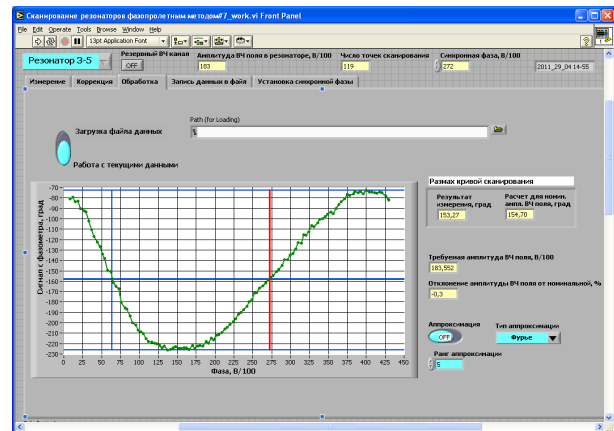 Сканирование резонаторов фазопролетным методом#7_work.vi Front Panel
File Edit Operate Tools Browse Window Help
13pt Application Font
Резонатор 3-5
Резервный ВЧ канал
OFF
Амплитуда ВЧ поля в резонаторе, В/100
183
Число точек сканирования
119
Синхронная фаза, В/100
272
2011_29_04 14-55
Измерение Коррекция Обработка Запись данных в файл Установка синхронной фазы
Path (for Loading)
Загрузка файла данных
Работа с текущими данными
Размах кривой сканирования
Результат измерения, град
153,27
Расчет для номин. ампл. ВЧ поля, град
154,70
Требуемая амплитуда ВЧ поля, В/100
183,552
Отклонение амплитуды ВЧ поля от номинальной, %
-0,3
Аппроксимация
OFF
Тип аппроксимации
Фурье
Ранг аппроксимации
5
Сигнал с фазометра, град
-70
-80
-90
-100
-110
-120
-130
-140
-150
-160
-170
-180
-190
-200
-210
-220
-230
0 25 50 75 100 125 150 175 200 225 250 275 300 325 350 375 400 425 450
Фаза, В/100